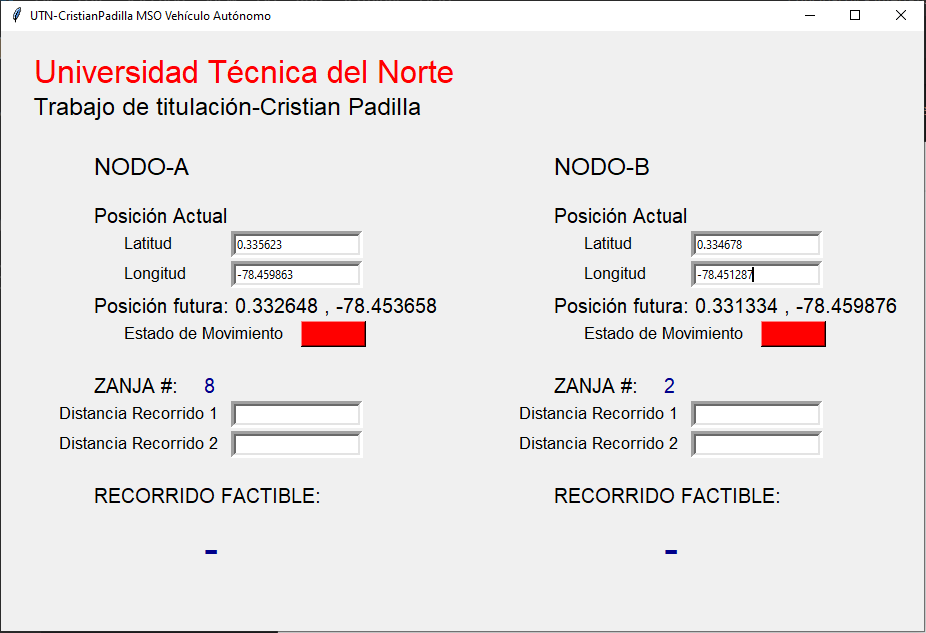 UTN-CristianPadilla MSO Vehículo Autónomo
Universidad Técnica del Norte
Trabajo de titulación-Cristian Padilla
NODO-A
Posición Actual
Latitud 0.335623
Longitud -78.459863
Posición futura: 0.332648 , -78.453658
Estado de Movimiento
ZANJA #: 8
Distancia Recorrido 1
Distancia Recorrido 2
RECORRIDO FACTIBLE:
-
NODO-B
Posición Actual
Latitud 0.334678
Longitud -78.451287
Posición futura: 0.331334 , -78.459876
Estado de Movimiento
ZANJA #: 2
Distancia Recorrido 1
Distancia Recorrido 2
RECORRIDO FACTIBLE:
-